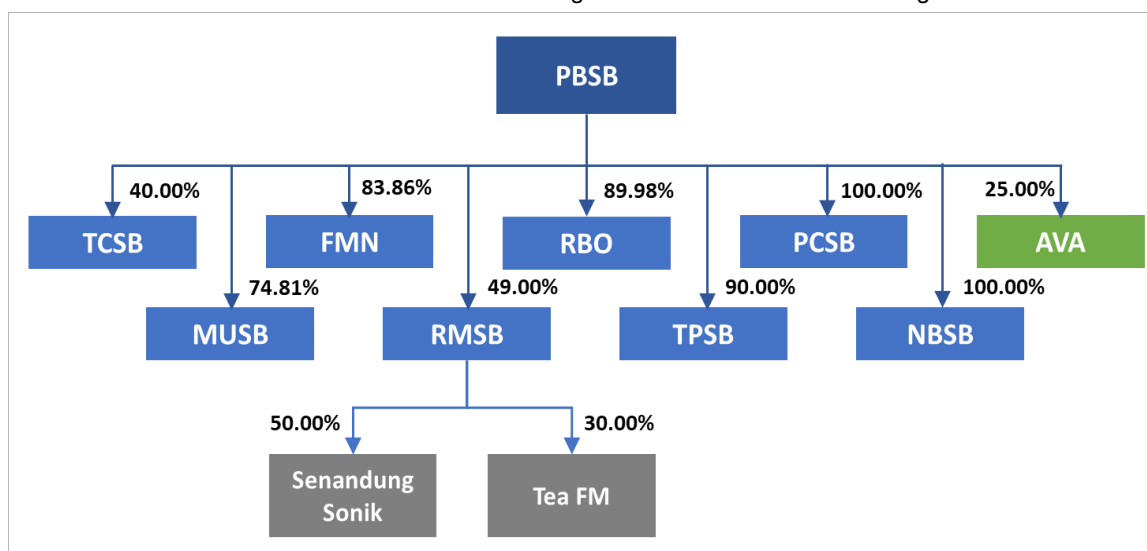 PBSB
40.00%
83.86%
89.98%
100.00%
25.00%
TCSB
FMN
RBO
PCSB
AVA
74.81%
49.00%
90.00%
100.00%
MUSB
RMSB
TPSB
NBSB
50.00%
30.00%
Senandung
Sonik
Tea FM